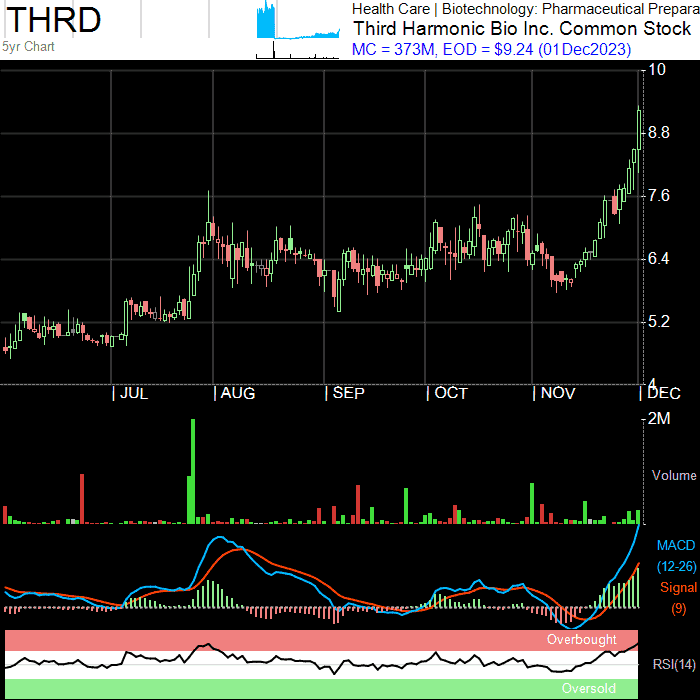 THRD
5yr Chart
Health Care | Biotechnology: Pharmaceutical Prepara
Third Harmonic Bio Inc. Common Stock
MC = 373M, EOD = $9.24 (01Dec2023)
10
8.8
7.6
6.4
5.2
4
| JUL | AUG | SEP | OCT | NOV | DEC
2M
Volume
MACD
(12-26)
Signal
(9)
Overbought
RSI(14)
Oversold